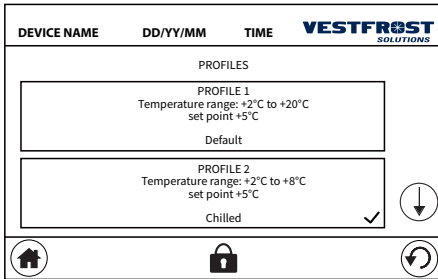 DEVICE NAME DD/YY/MM TIME VESTFROST
SOLUTIONS
PROFILES
PROFILE 1
Temperature range: +2°C to +20°C
set point +5°C
Default
PROFILE 2
Temperature range: +2°C to +8°C
set point +5°C
Chilled